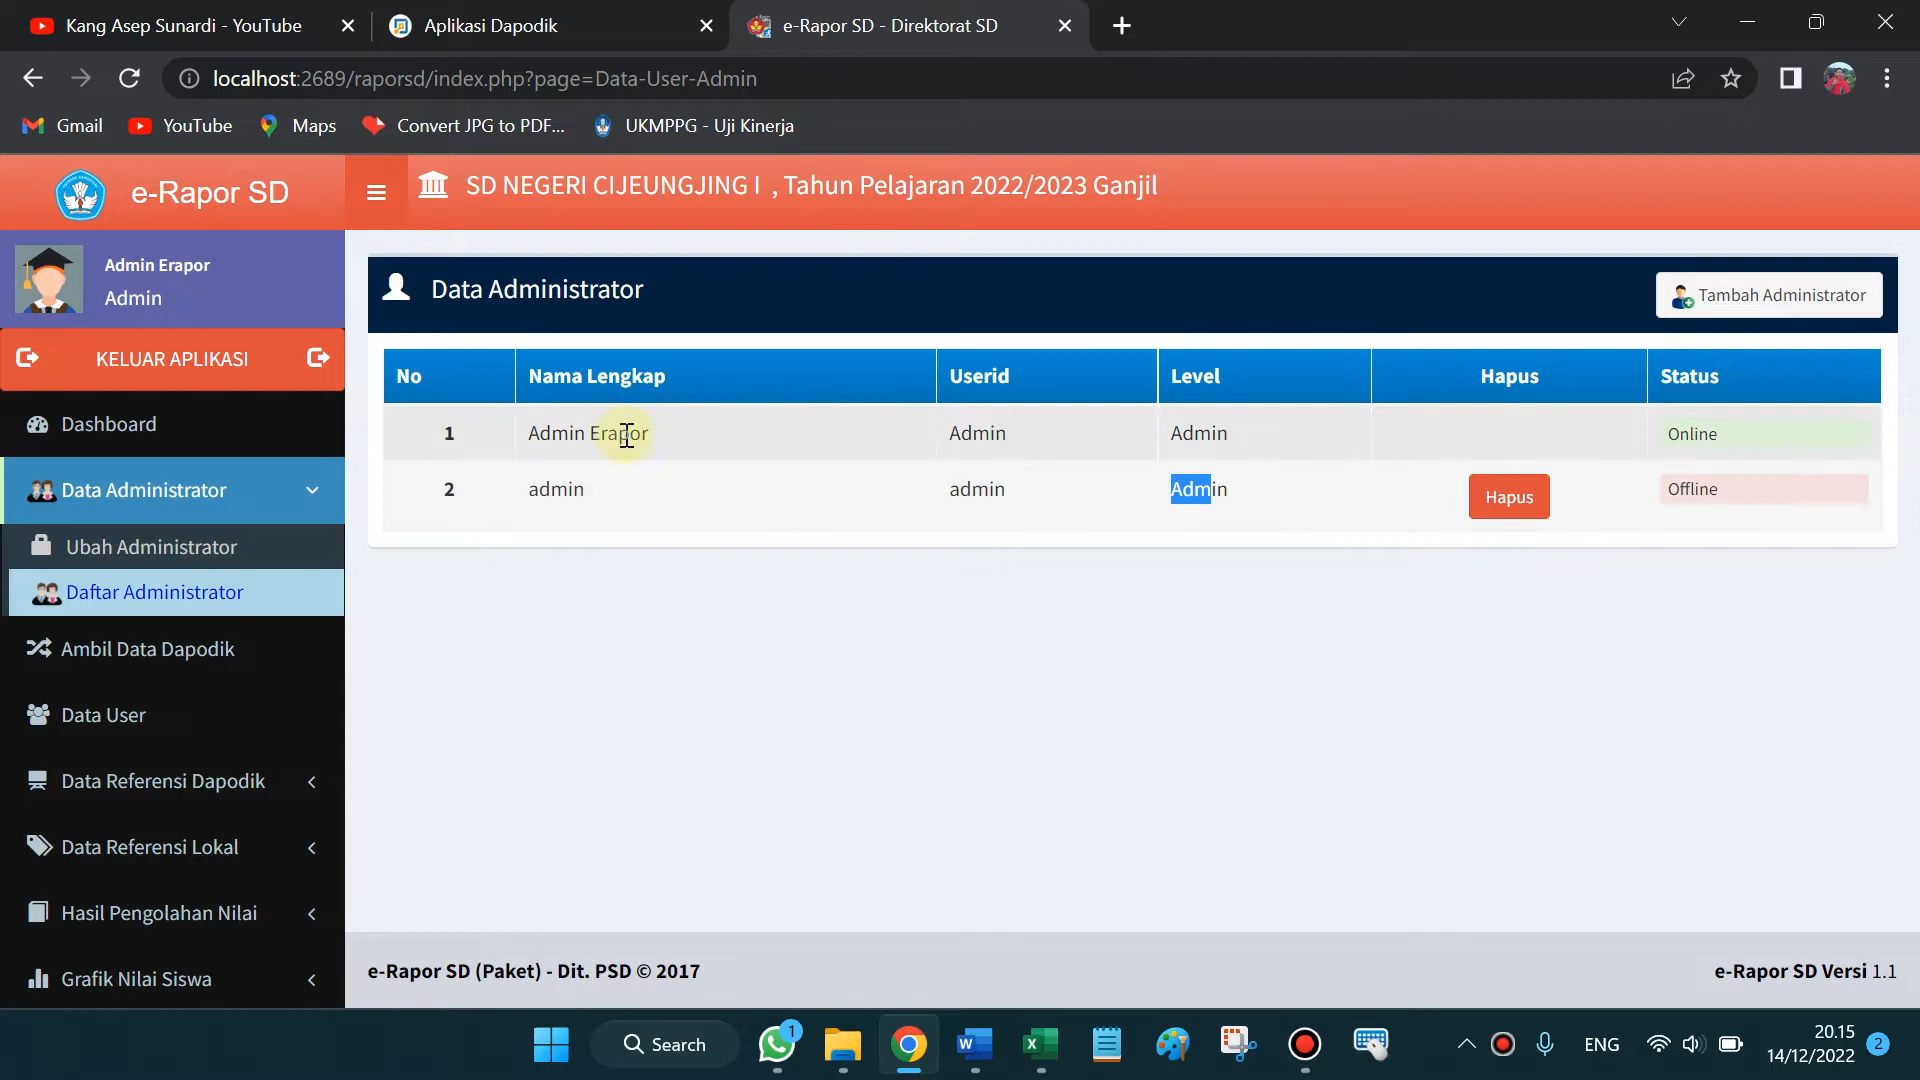 Kang Asep Sunardi - YouTube
Aplikasi Dapodik
e-Rapor SD - Direktorat SD
localhost:2689/raporsd/index.php?page=Data-User-Admin
Gmail
YouTube
Maps
Convert JPG to PDF...
UKMPPG - Uji Kinerja
e-Rapor SD
SD NEGERI CIJEUNGJING I , Tahun Pelajaran 2022/2023 Ganjil
Admin Erapor
Admin
KELUAR APLIKASI
Dashboard
Data Administrator
Ubah Administrator
Daftar Administrator
Ambil Data Dapodik
Data User
Data Referensi Dapodik
Data Referensi Lokal
Hasil Pengolahan Nilai
Grafik Nilai Siswa
Data Administrator
Tambah Administrator
No Nama Lengkap Userid Level Hapus Status
1 Admin Erapor Admin Admin Online
2 admin admin Admin Hapus Offline
e-Rapor SD (Paket) - Dit. PSD © 2017
e-Rapor SD Versi 1.1
Search
1
ENG
20.15
14/12/2022
2